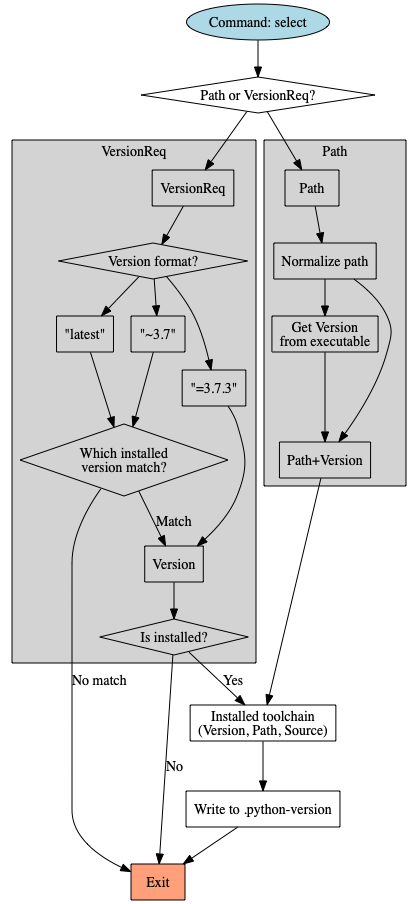 Command: select
Path or VersionReq?
VersionReq
Path
VersionReq
Path
Version format?
Normalize path
"latest"
"~3.7"
Get Version
from executable
"=3.7.3"
Which installed
version match?
Path+Version
Match
Version
Is installed?
No match
Yes
Installed toolchain
(Version, Path, Source)
No
Write to .python-version
Exit